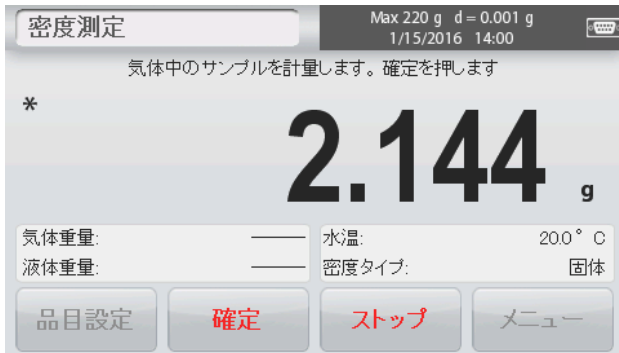 密度測定
Max 220 g d = 0.001 g
1/15/2016 14:00
気体中のサンプルを計量します。確定を押します
*
2.144 g
気体重量: ———
水温: 20.0° C
液体重量: ———
密度タイプ: 固体
品目設定 確定 ストップ メニュー